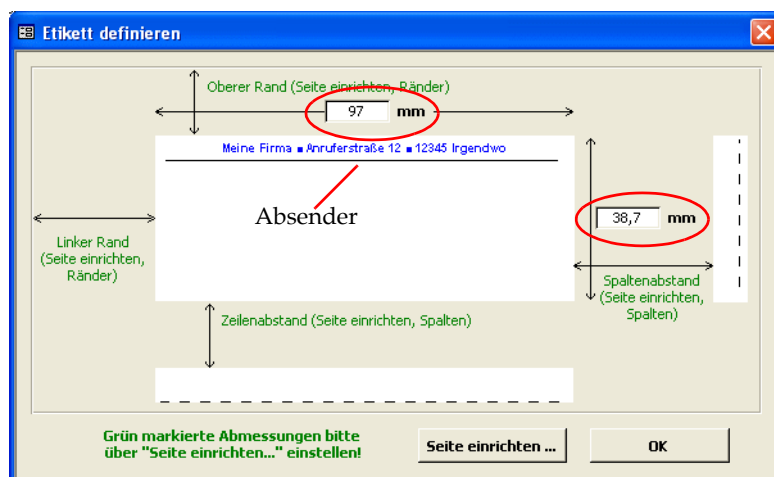 Etikett definieren
Oberer Rand (Seite einrichten, Ränder)
97 mm
Meine Firma ■ Anruferstraße 12 ■ 12345 Irgendwo
Absender
38,7 mm
Linker Rand
(Seite einrichten,
Ränder)
Spaltenabstand
(Seite einrichten,
Spalten)
Zeilenabstand (Seite einrichten, Spalten)
Grün markierte Abmessungen bitte
über "Seite einrichten..." einstellen!
Seite einrichten ...
OK